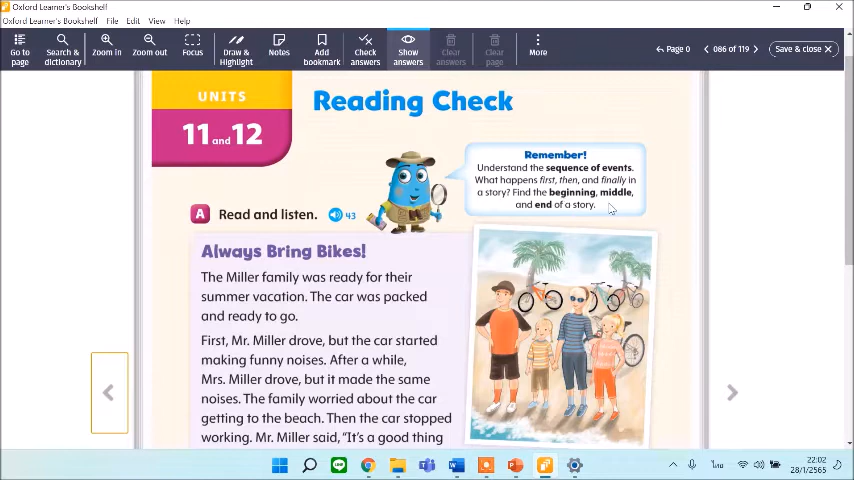 Oxford Learner's Bookshelf
Oxford Learner's Bookshelf File Edit View Help
Go to page
Search & dictionary
Zoom in
Zoom out
Focus
Draw & Highlight
Notes
Add bookmark
Check answers
Show answers
Clear answers
Clear page
More
Page 0
086 of 119
Save & close
UNITS
11 and 12
Reading Check
Remember!
Understand the sequence of events.
What happens first, then, and finally in
a story? Find the beginning, middle,
and end of a story.
A Read and listen. 43
Always Bring Bikes!
The Miller family was ready for their
summer vacation. The car was packed
and ready to go.
First, Mr. Miller drove, but the car started
making funny noises. After a while,
Mrs. Miller drove, but it made the same
noises. The family worried about the car
getting to the beach. Then the car stopped
working. Mr. Miller said, “It’s a good thing
ไทย
22:02
28/1/2565